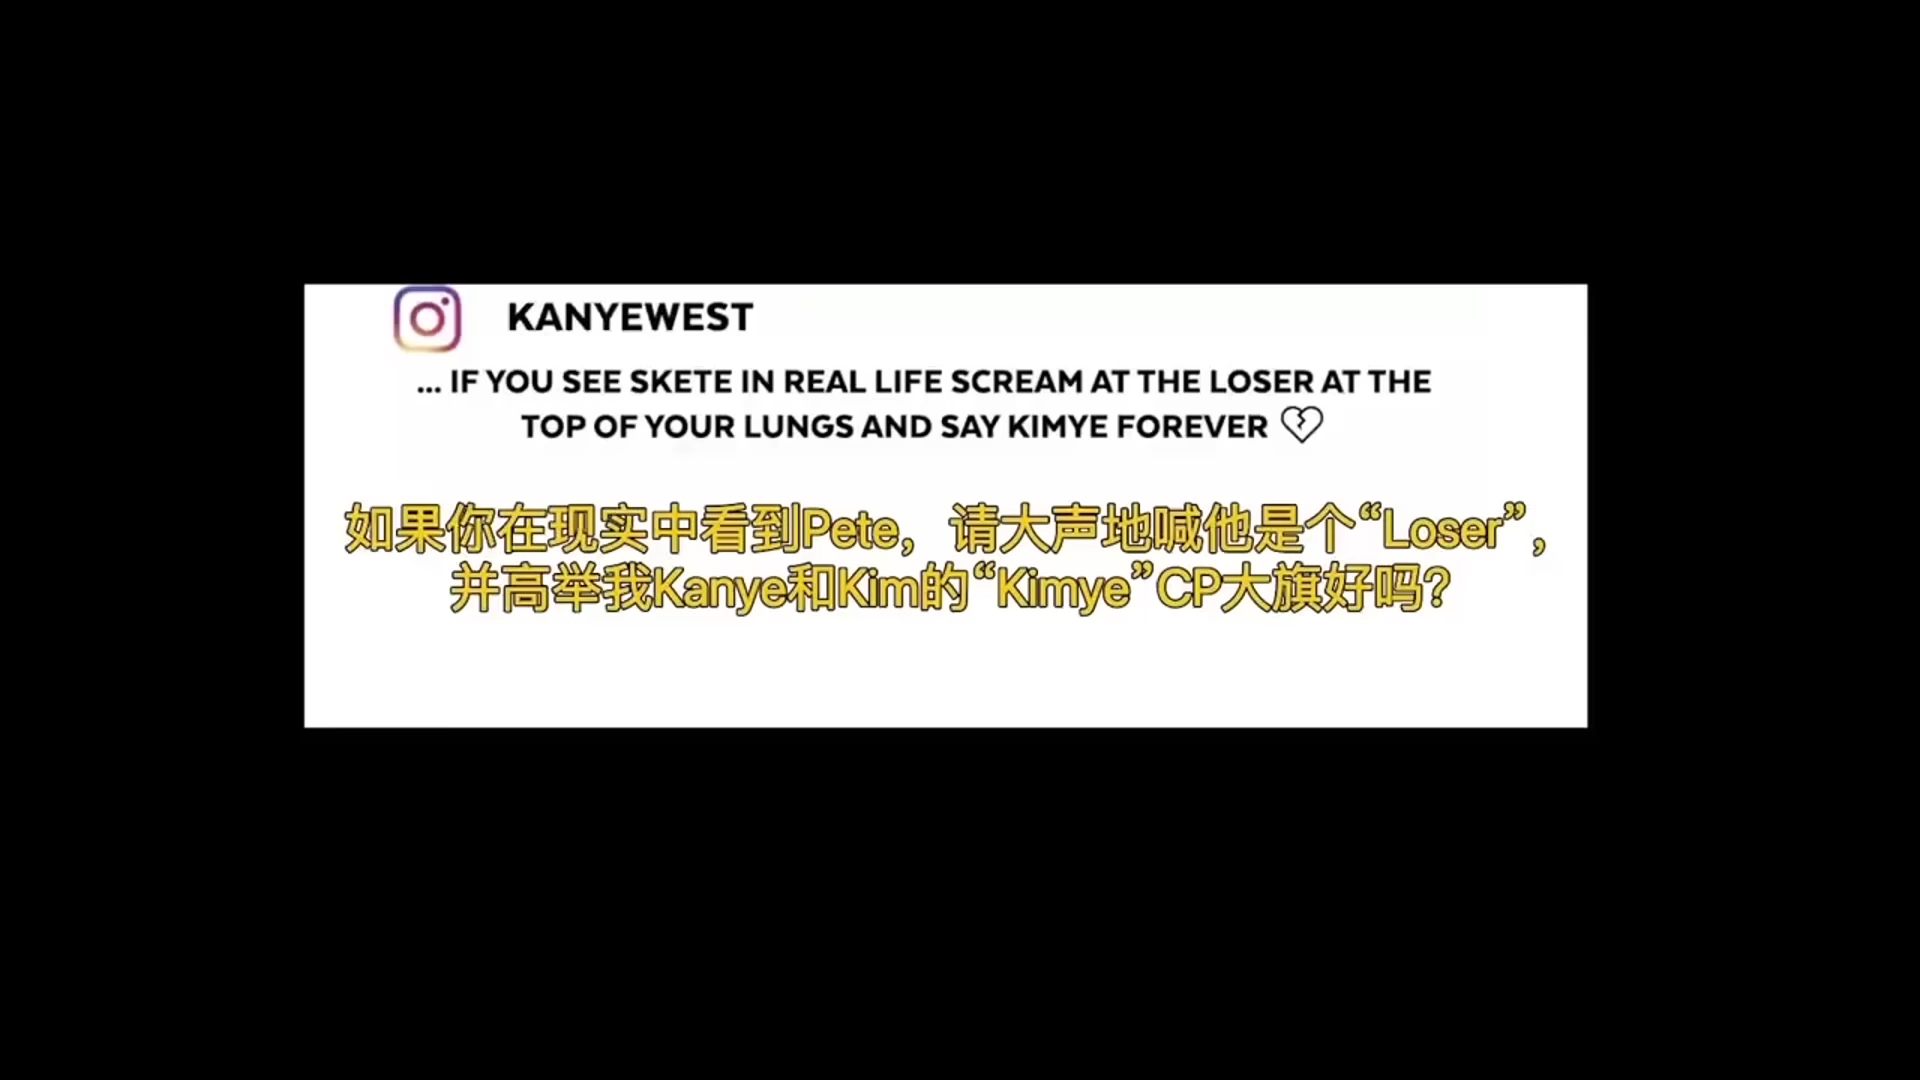 KANYEWEST
... IF YOU SEE SKETE IN REAL LIFE SCREAM AT THE LOSER AT THE
TOP OF YOUR LUNGS AND SAY KIMYE FOREVER
如果你在现实中看到Pete，请大声地喊他是个“Loser”，
并高举我Kanye和Kim的“Kimye”CP大旗好吗?